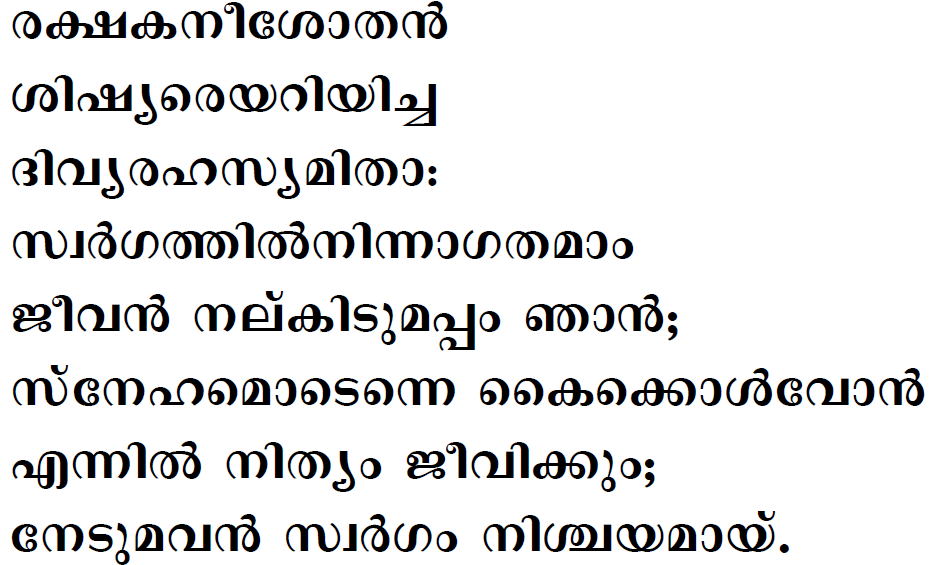 രക്ഷകനീശോതൻ
ശിഷ്യരെയറിയിച്ച
ദിവ്യരഹസ്യമിതാ:
സ്വർഗത്തിൽനിന്നാഗതമാം
ജീവൻ നല്കിടുമപ്പം ഞാൻ;
സ്നേഹമൊടെന്നെ കൈക്കൊൾവോൻ
എന്നിൽ നിത്യം ജീവിക്കും;
നേടുമവൻ സ്വർഗം നിശ്ചയമായ്.